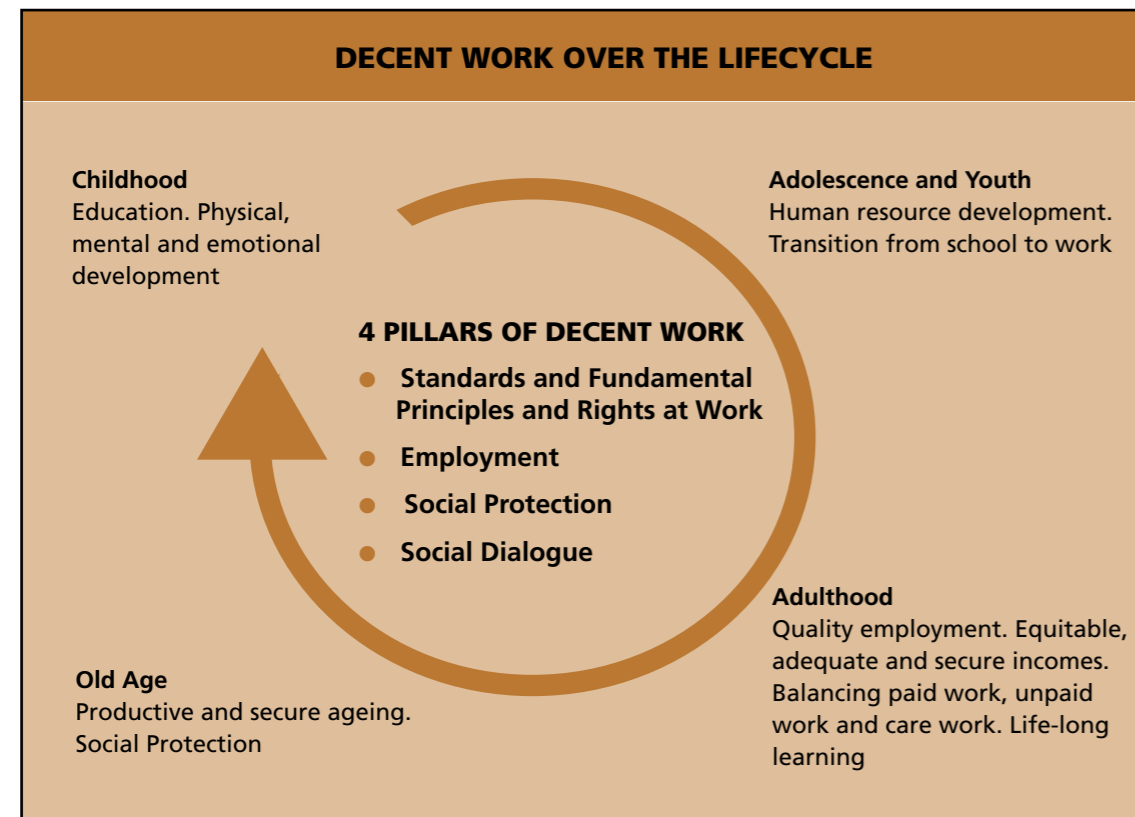 DECENT WORK OVER THE LIFECYCLE
Childhood
Education. Physical,
mental and emotional
development
Adolescence and Youth
Human resource development.
Transition from school to work
4 PILLARS OF DECENT WORK
● Standards and Fundamental
Principles and Rights at Work
● Employment
● Social Protection
● Social Dialogue
Adulthood
Quality employment. Equitable,
adequate and secure incomes.
Balancing paid work, unpaid
work and care work. Life-long
learning
Old Age
Productive and secure ageing.
Social Protection